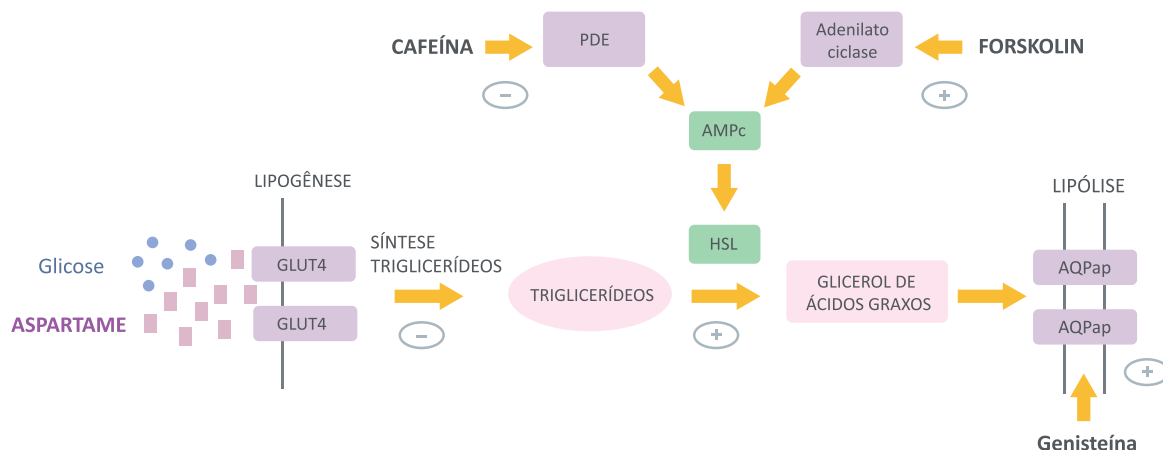 CAFEÍNA
PDE
Adenilato
ciclase
FORSKOLIN
−
+
AMPc
LIPOGÊNESE
LIPÓLISE
HSL
SÍNTESE
TRIGLICERÍDEOS
Glicose
GLUT4
AQPap
TRIGLICERÍDEOS
GLICEROL DE
ÁCIDOS GRAXOS
ASPARTAME
GLUT4
AQPap
−
+
+
Genisteína